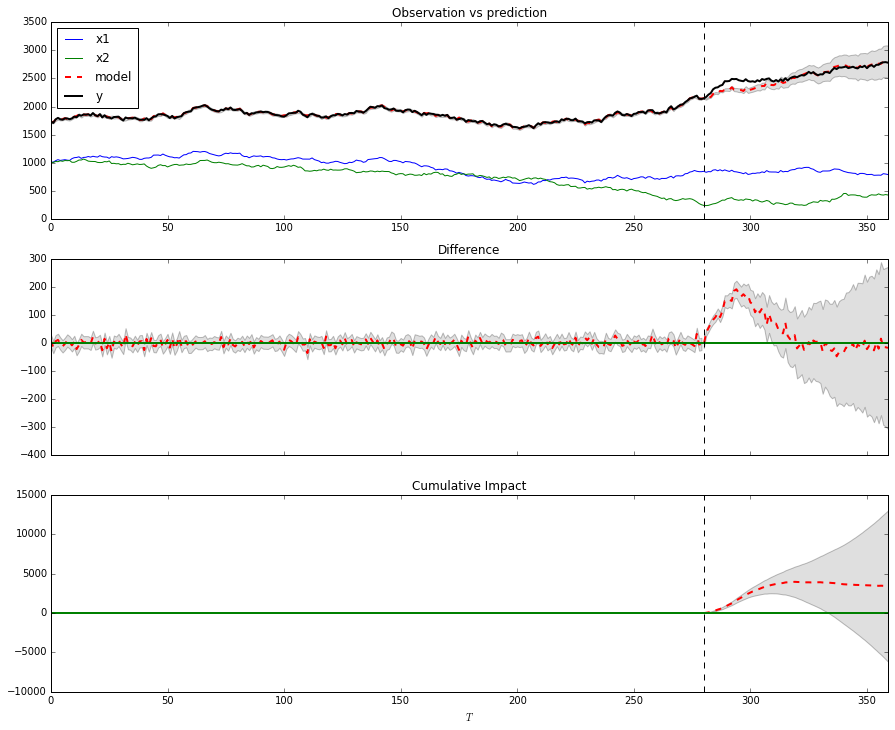 Observation vs prediction
3500
3000
2500
2000
1500
1000
500
0
x1
x2
model
y
0 50 100 150 200 250 300 350
Difference
300
200
100
0
−100
−200
−300
−400
Cumulative Impact
15000
10000
5000
0
−5000
−10000
0 50 100 150 200 250 300 350
T